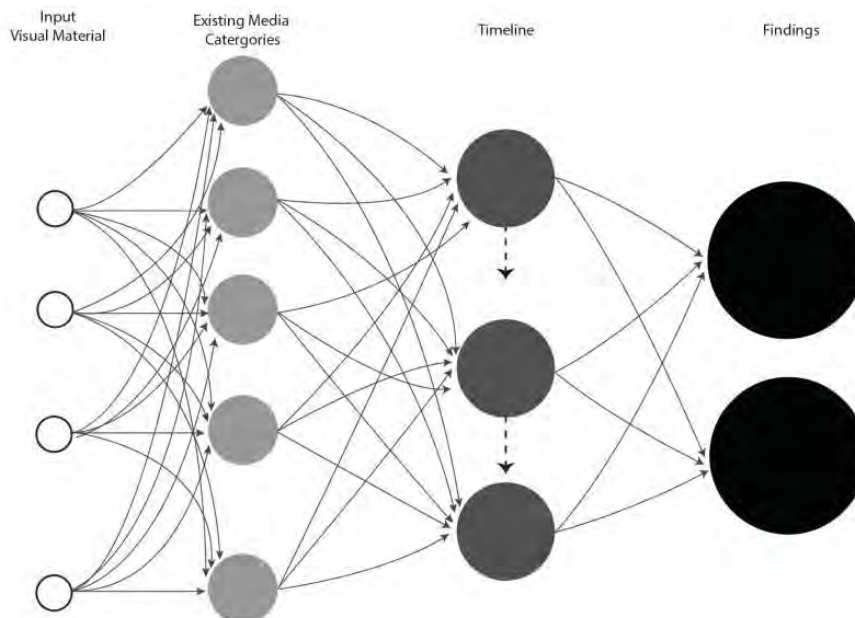 Input
Visual Material
Existing Media
Catergories
Timeline
Findings